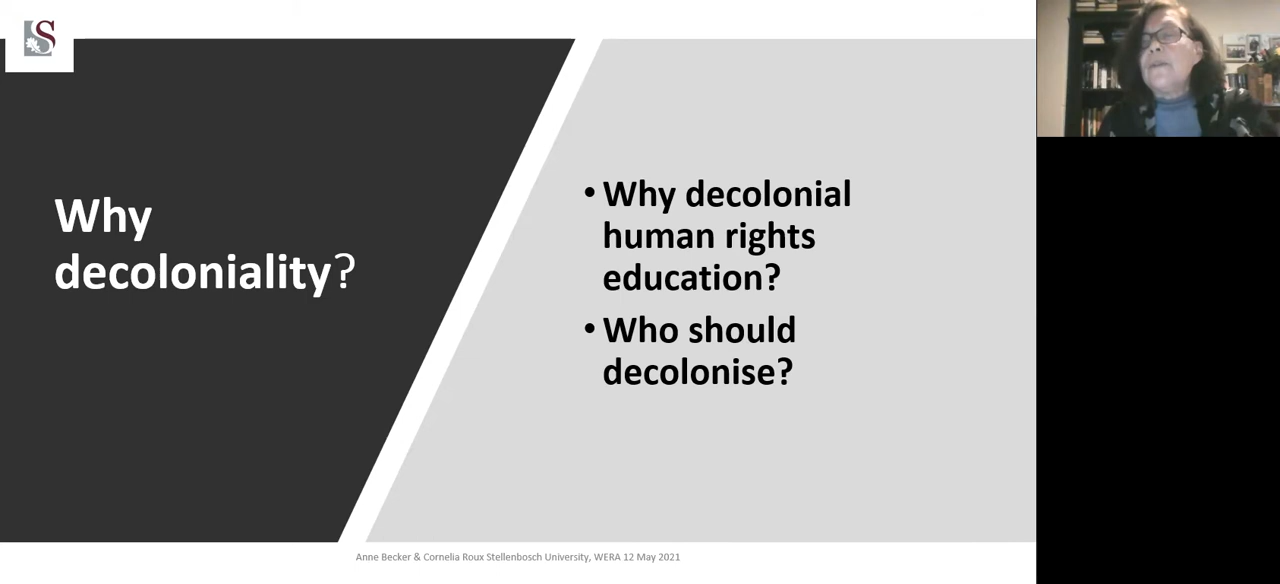 S
Why
decoloniality?
• Why decolonial
human rights
education?
• Who should
decolonise?
Anne Becker & Cornelia Roux Stellenbosch University, WERA 12 May 2021